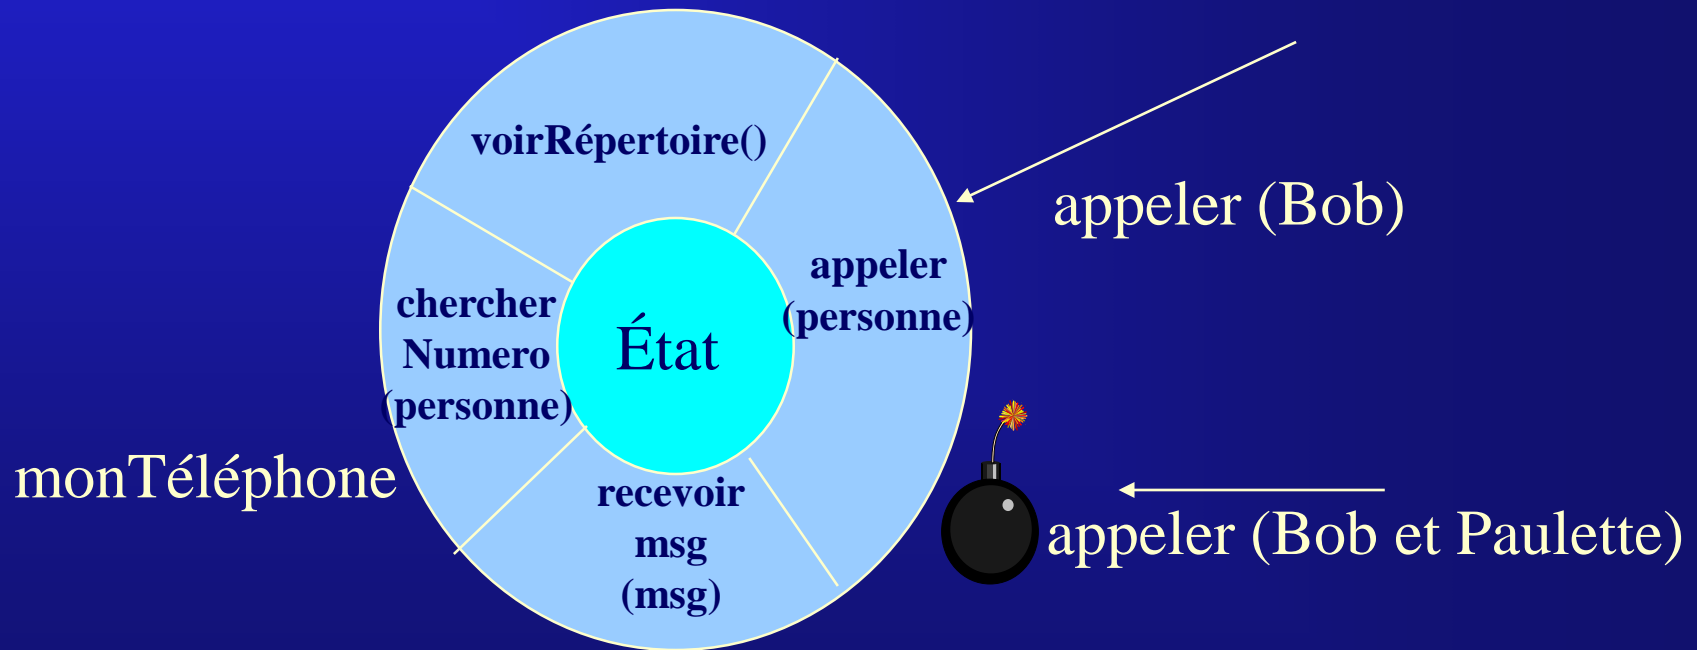 voirRépertoire()
appeler (Bob)
appeler
(personne)
chercher
Numero
(personne)
État
monTéléphone
recevoir
msg
(msg)
appeler (Bob et Paulette)